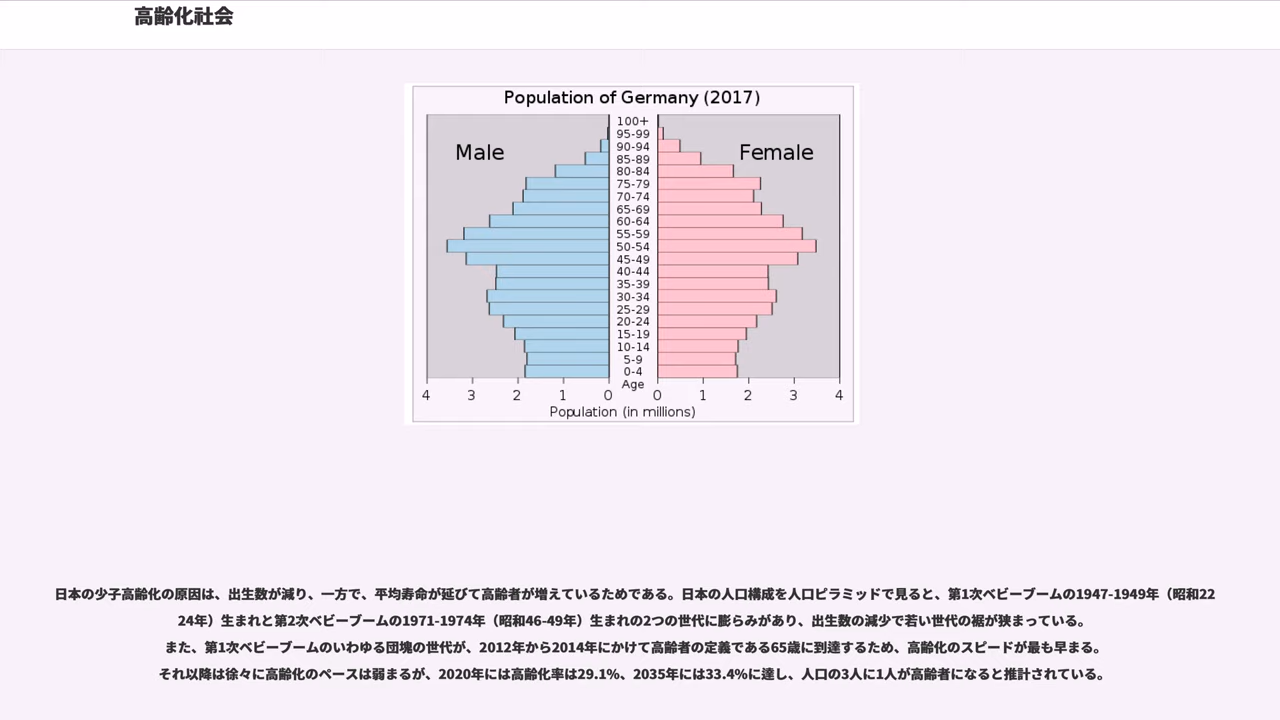 高齢化社会
Population of Germany (2017)
Male
Female
100+
95-99
90-94
85-89
80-84
75-79
70-74
65-69
60-64
55-59
50-54
45-49
40-44
35-39
30-34
25-29
20-24
15-19
10-14
5-9
0-4
Age
4 3 2 1 0 0 1 2 3 4
Population (in millions)
日本の少子高齢化の原因は、出生数が減り、一方で、平均寿命が延びて高齢者が増えているためである。日本の人口構成を人口ピラミッドで見ると、第1次ベビーブームの1947-1949年（昭和22
24年）生まれと第2次ベビーブームの1971-1974年（昭和46-49年）生まれの2つの世代に膨らみがあり、出生数の減少で若い世代の裾が狭まっている。
また、第1次ベビーブームのいわゆる団塊の世代が、2012年から2014年にかけて高齢者の定義である65歳に到達するため、高齢化のスピードが最も早まる。
それ以降は徐々に高齢化のペースは弱まるが、2020年には高齢化率は29.1%、2035年には33.4%に達し、人口の3人に1人が高齢者になると推計されている。